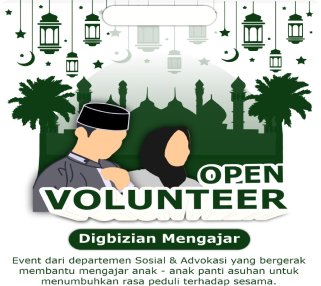 OPEN
VOLUNTEER
Digbizian Mengajar
Event dari departemen Sosial & Advokasi yang bergerak
membantu mengajar anak - anak panti asuhan untuk
menumbuhkan rasa peduli terhadap sesama.